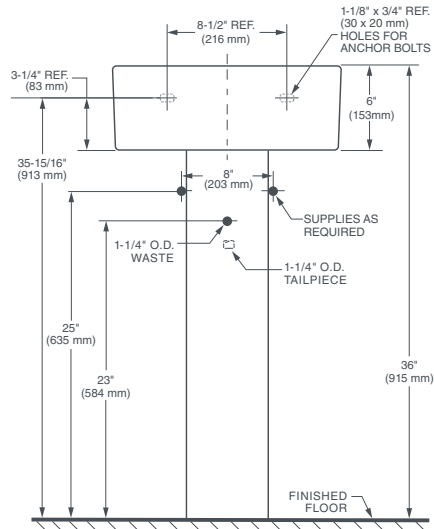 8-1/2" REF.
(216 mm)
1-1/8" x 3/4" REF.
(30 x 20 mm)
HOLES FOR
ANCHOR BOLTS
3-1/4" REF.
(83 mm)
6"
(153mm)
35-15/16"
(913 mm)
8"
(203 mm)
SUPPLIES AS
REQUIRED
1-1/4" O.D.
WASTE
1-1/4" O.D.
TAILPIECE
25"
(635 mm)
23"
(584 mm)
36"
(915 mm)
FINISHED
FLOOR